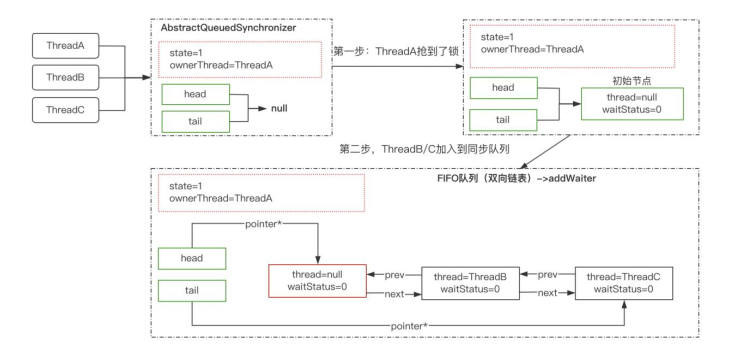 AbstractQueuedSynchronizer
ThreadA
ThreadB
ThreadC
state=1
ownerThread=ThreadA
head
tail
null
第一步：ThreadA抢到了锁
state=1
ownerThread=ThreadA
head
tail
初始节点
thread=null
waitStatus=0
第二步，ThreadB/C加入到同步队列
FIFO队列（双向链表）->addWaiter
state=1
ownerThread=ThreadA
pointer*
head
tail
thread=null
waitStatus=0
prev
next
thread=ThreadB
waitStatus=0
prev
next
thread=ThreadC
waitStatus=0
pointer*